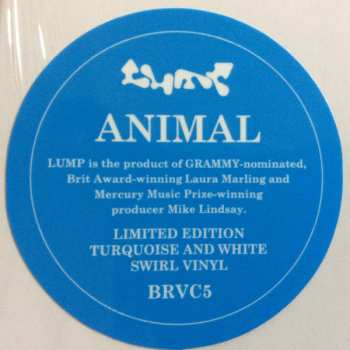 LUMP
ANIMAL
LUMP is the product of GRAMMY-nominated,
Brit Award-winning Laura Marling and
Mercury Music Prize-winning
producer Mike Lindsay.
LIMITED EDITION
TURQUOISE AND WHITE
SWIRL VINYL
BRVC5